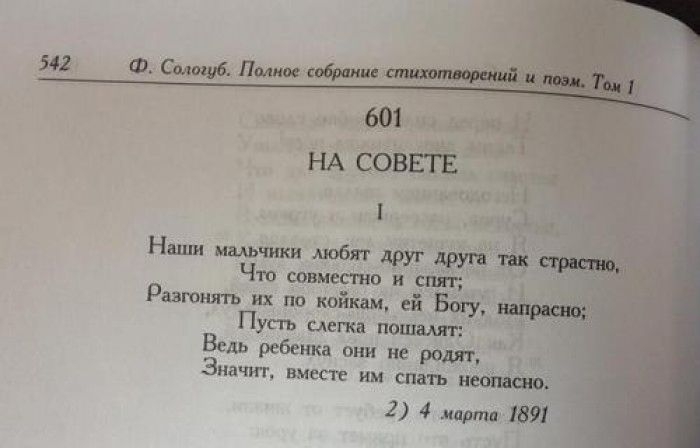 542 Ф. Сологуб. Полное собрание стихотворений и поэм. Том 1
601
НА СОВЕТЕ
I
Наши мальчики любят друг друга так страстно,
Что совместно и спят;
Разгонять их по койкам, ей Богу, напрасно;
Пусть слегка пошалят:
Ведь ребенка они не родят,
Значит, вместе им спать неопасно.
2) 4 марта 1891